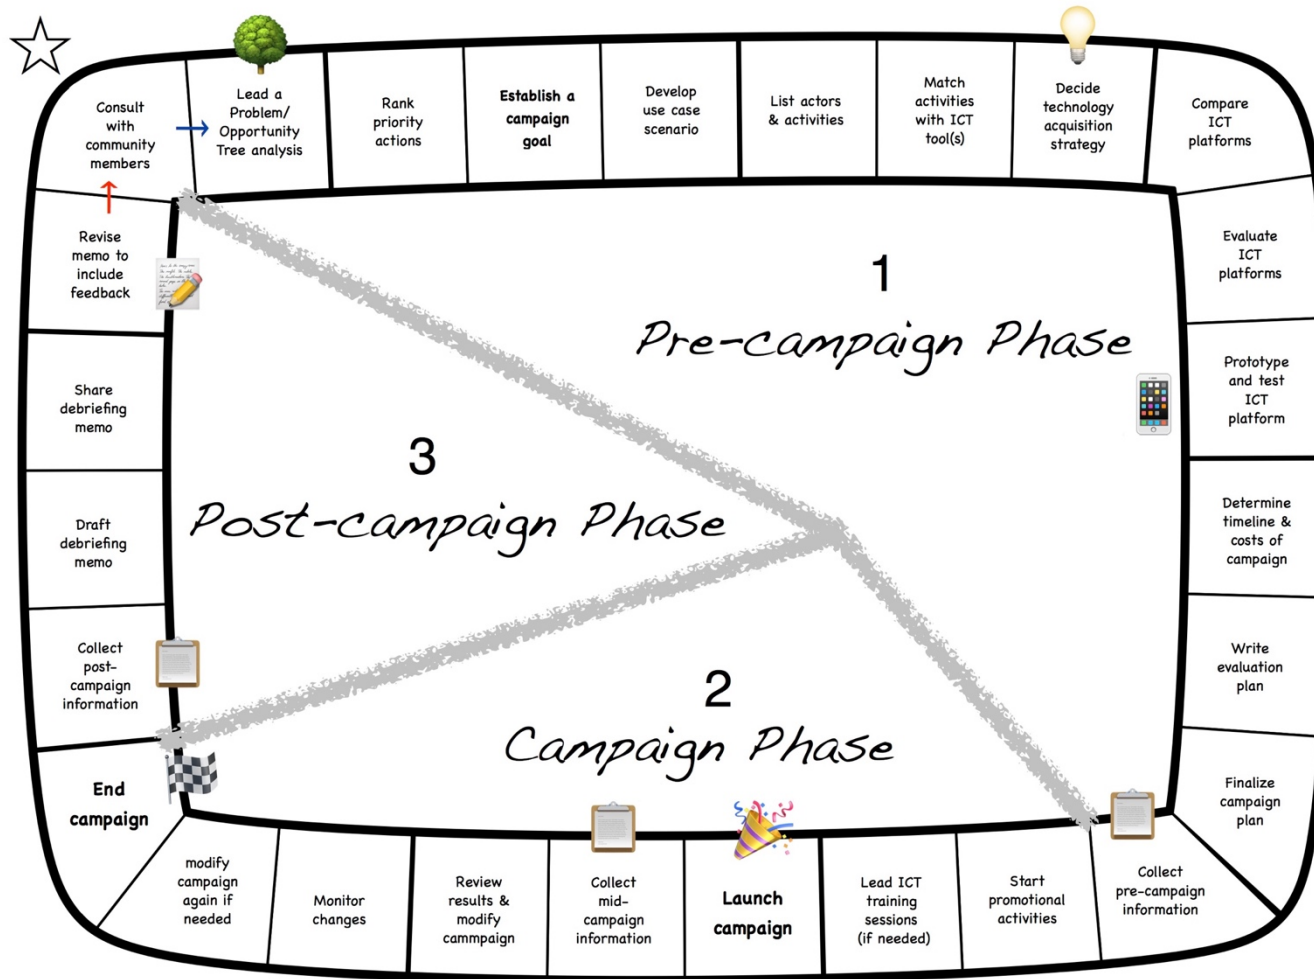 Consult
with
community
members
Lead a
Problem/
Opportunity
Tree analysis
Rank
priority
actions
Establish a
campaign
goal
Develop
use case
scenario
List actors
& activities
Match
activities
with ICT
tool(s)
Decide
technology
acquisition
strategy
Compare
ICT
platforms
Evaluate
ICT
platforms
Prototype
and test
ICT
platform
Determine
timeline &
costs of
campaign
Write
evaluation
plan
Finalize
campaign
plan
Collect
pre-campaign
information
Start
promotional
activities
Lead ICT
training
sessions
(if needed)
Launch
campaign
Collect
mid-
campaign
information
Review
results &
modify
cammpaign
Monitor
changes
modify
campaign
again if
needed
End
campaign
Collect
post-
campaign
information
Draft
debriefing
memo
Share
debriefing
memo
Revise
memo to
include
feedback
1
Pre-campaign Phase
2
Campaign Phase
3
Post-campaign Phase